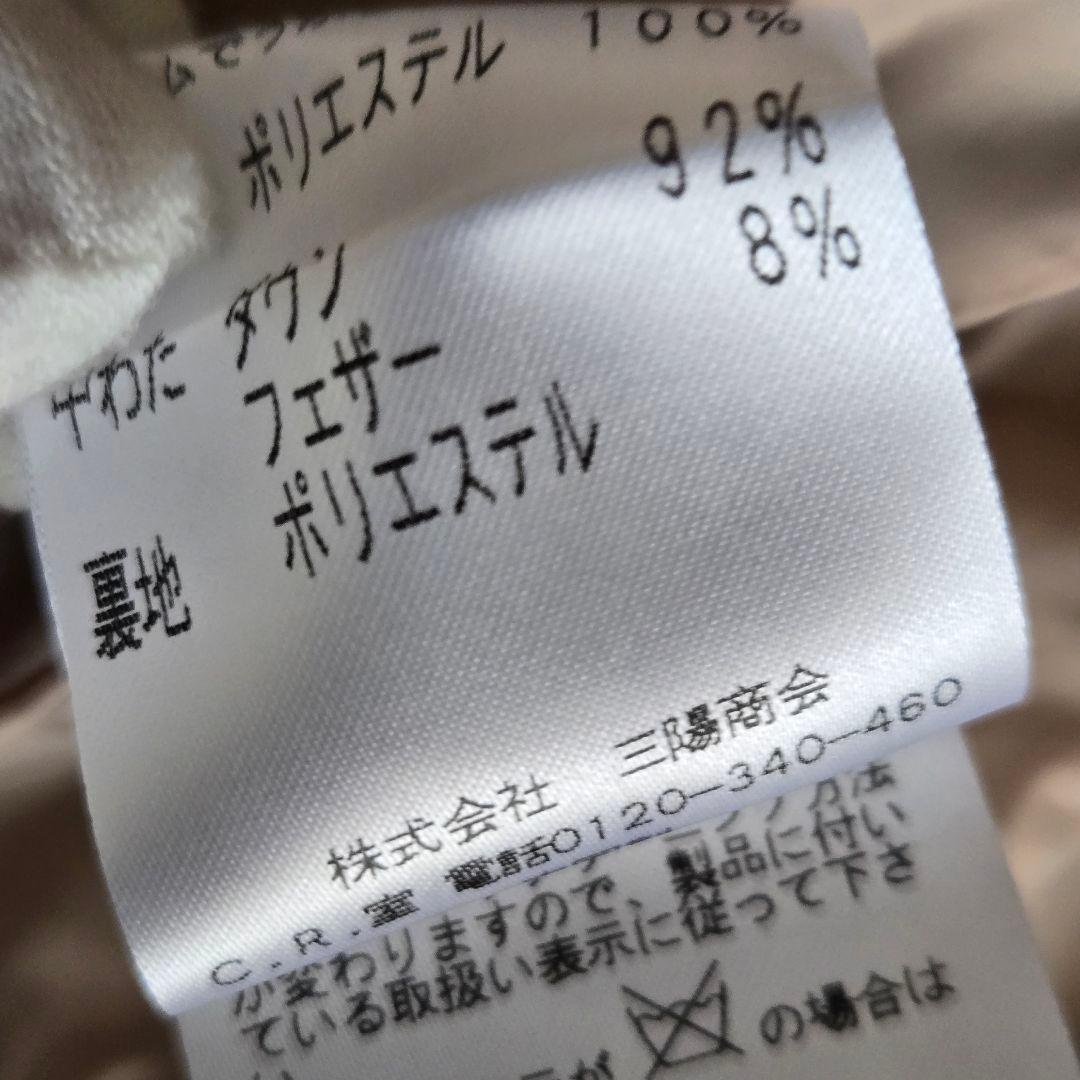 ポリエステル 100%
中わた ダウン 92%
フェザー 8%
裏地 ポリエステル
株式会社 三陽商会
C.R.室 電話0120-340-460
が変わりますので、製品に付い
ている取扱い表示に従って下さ
い
の場合は